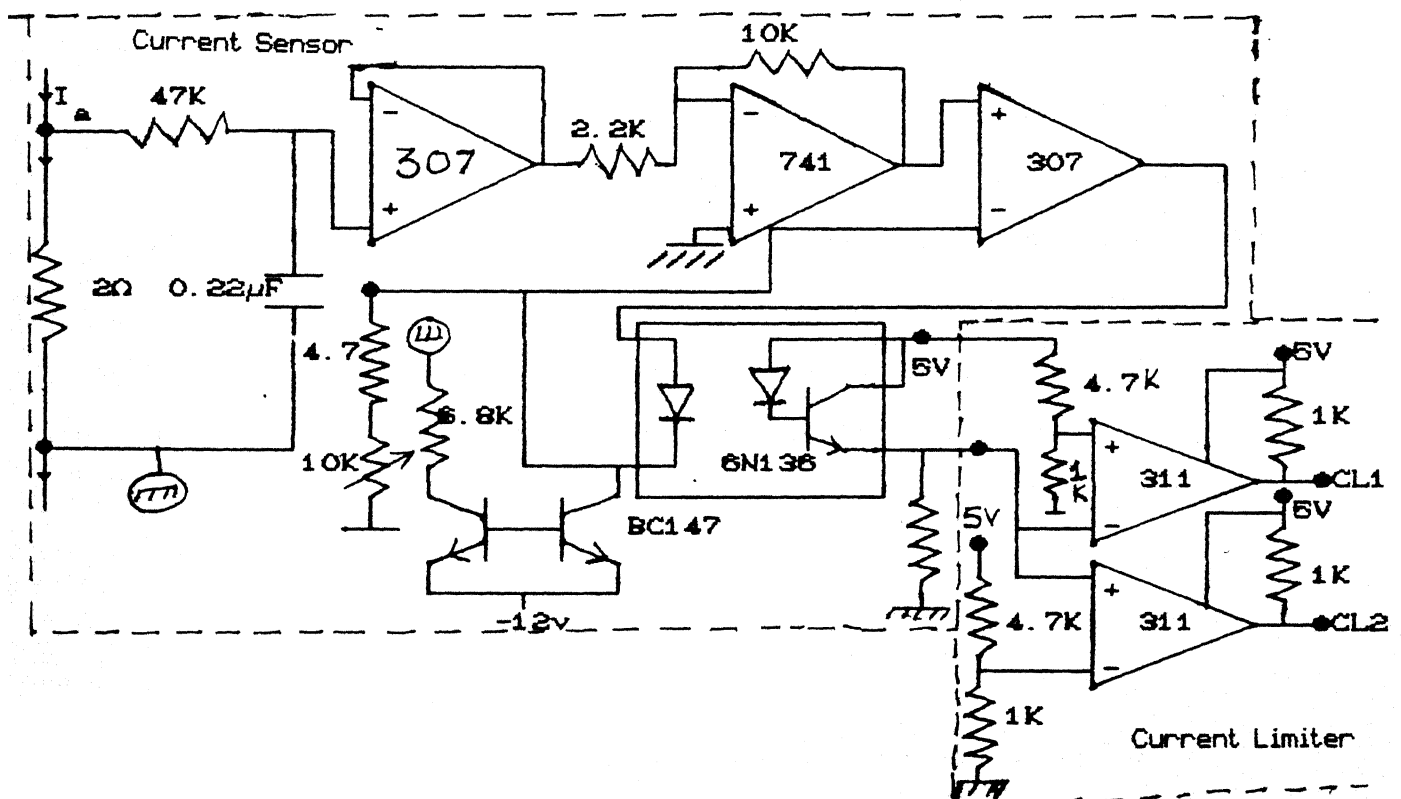 Current Sensor
10K
I
a
47K
2.2K
-
307
+
-
741
+
+
307
-
2Ω
0.22µF
4.7
6.8K
10K
5V
6N136
BC147
-12v
4.7K
1K
+
311
-
5V
1K
CL1
5V
4.7K
1K
+
311
-
5V
1K
CL2
Current Limiter